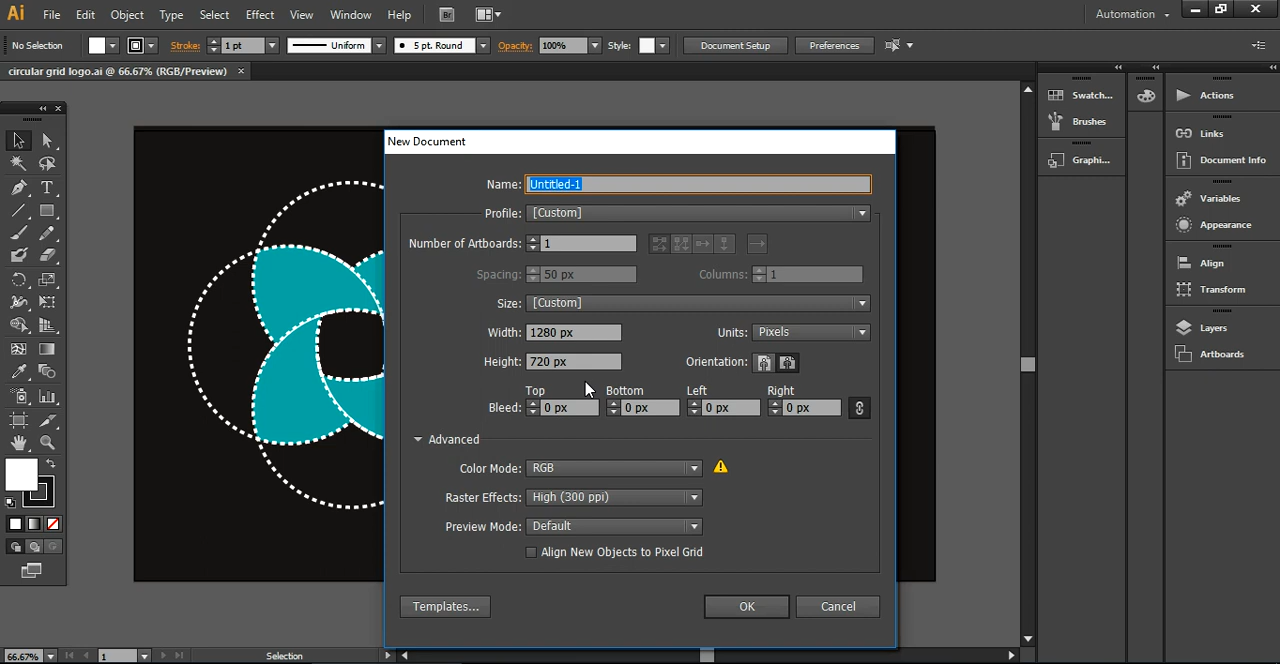 Ai File Edit Object Type Select Effect View Window Help Br Automation
No Selection Stroke: 1 pt Uniform 5 pt. Round Opacity: 100% Style: Document Setup Preferences
circular grid logo.ai @ 66.67% (RGB/Preview)
Swatch...
Brushes
Graphi...
Actions
Links
Document Info
Variables
Appearance
Align
Transform
Layers
Artboards
T
New Document
Name: Untitled-1
Profile: [Custom]
Number of Artboards: 1
Spacing: 50 px Columns: 1
Size: [Custom]
Width: 1280 px Units: Pixels
Height: 720 px Orientation:
Top Bottom Left Right
Bleed: 0 px 0 px 0 px 0 px
Advanced
Color Mode: RGB
Raster Effects: High (300 ppi)
Preview Mode: Default
Align New Objects to Pixel Grid
Templates... OK Cancel
66.67% 1 Selection